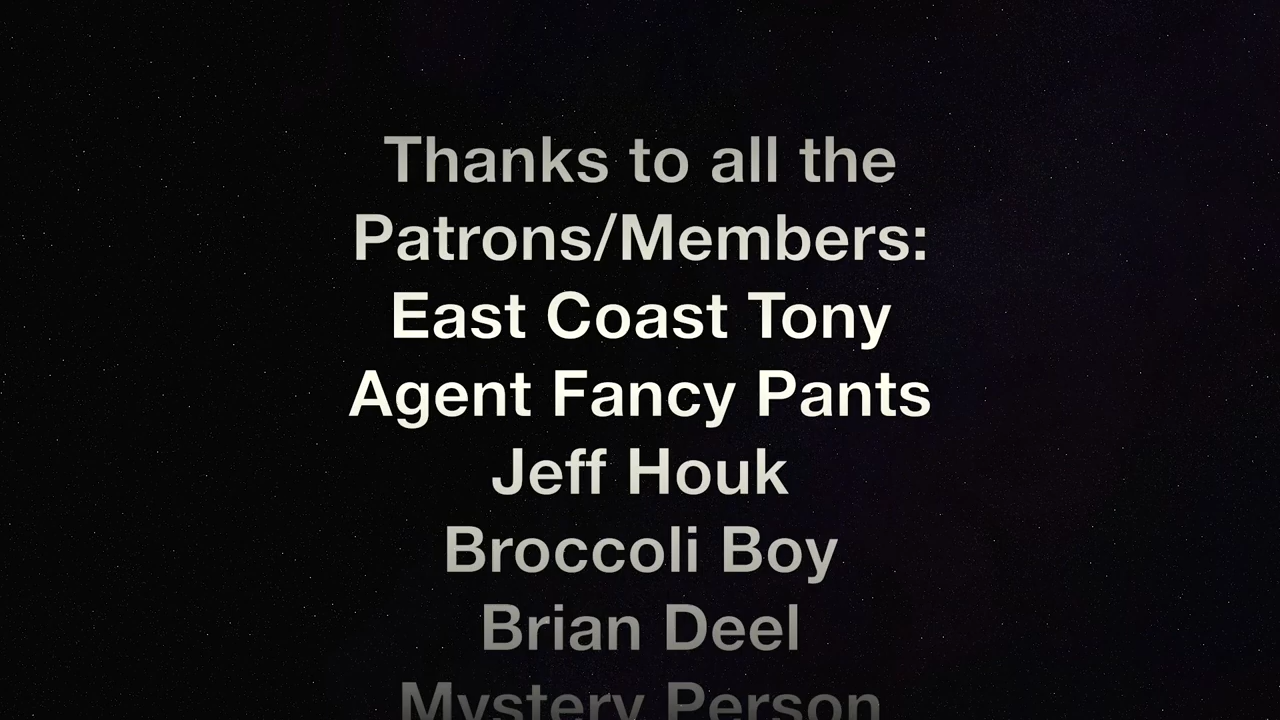 Thanks to all the
Patrons/Members:
East Coast Tony
Agent Fancy Pants
Jeff Houk
Broccoli Boy
Brian Deel
Mystery Person